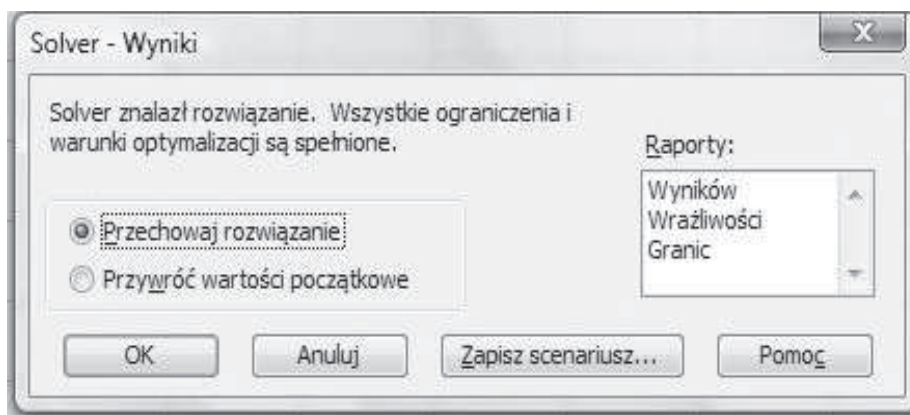 Solver - Wyniki
Solver znalazł rozwiązanie. Wszystkie ograniczenia i
warunki optymalizacji są spełnione.
Raporty:
Wyników
Wrażliwości
Granic
Przechowaj rozwiązanie
Przywróć wartości początkowe
OK
Anuluj
Zapisz scenariusz...
Pomoc